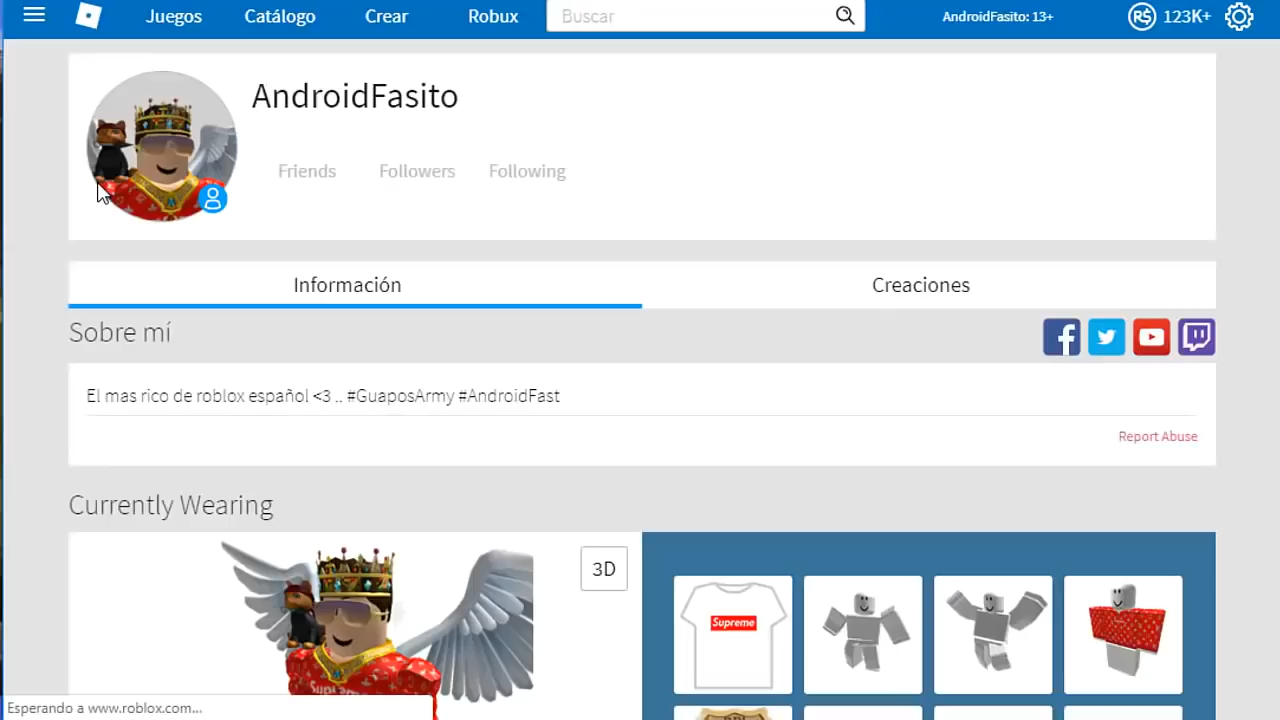 Juegos Catálogo Crear Robux Buscar AndroidFasito: 13+ R$ 123K+
AndroidFasito
Friends Followers Following
Información Creaciones
Sobre mí
El mas rico de roblox español <3 .. #GuaposArmy #AndroidFast
Report Abuse
Currently Wearing
3D
Supreme
Esperando a www.roblox.com...